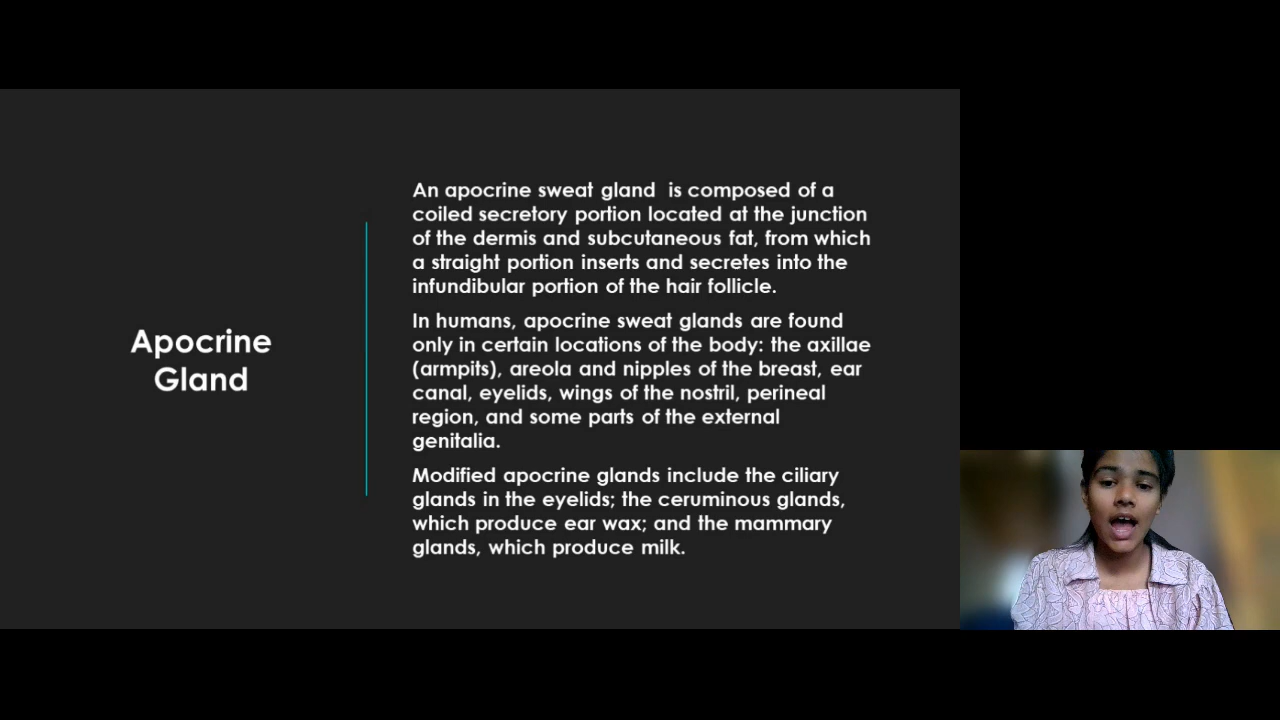 Apocrine
Gland
An apocrine sweat gland  is composed of a
coiled secretory portion located at the junction
of the dermis and subcutaneous fat, from which
a straight portion inserts and secretes into the
infundibular portion of the hair follicle.
In humans, apocrine sweat glands are found
only in certain locations of the body: the axillae
(armpits), areola and nipples of the breast, ear
canal, eyelids, wings of the nostril, perineal
region, and some parts of the external
genitalia.
Modified apocrine glands include the ciliary
glands in the eyelids; the ceruminous glands,
which produce ear wax; and the mammary
glands, which produce milk.